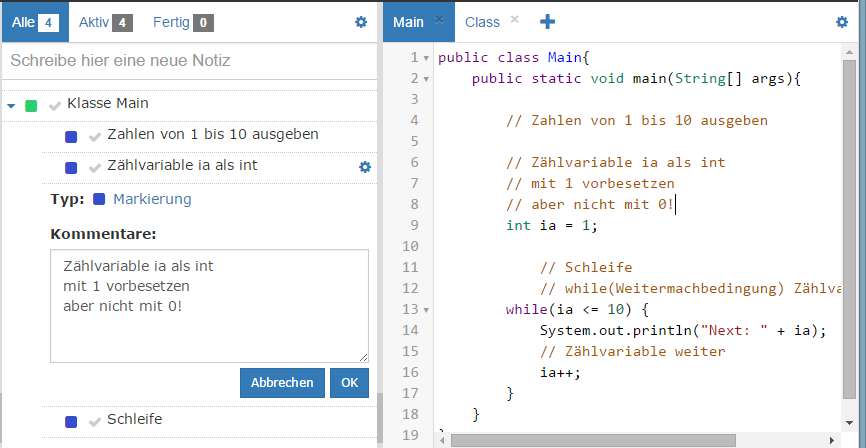 Alle 4 Aktiv 4 Fertig 0
Schreibe hier eine neue Notiz
Klasse Main
Zahlen von 1 bis 10 ausgeben
Zählvariable ia als int
Typ: Markierung
Kommentare:
Zählvariable ia als int
mit 1 vorbesetzen
aber nicht mit 0!
Abbrechen OK
Schleife
Main × Class ×
1 public class Main{
2 public static void main(String[] args){
3
4 // Zahlen von 1 bis 10 ausgeben
5
6 // Zählvariable ia als int
7 // mit 1 vorbesetzen
8 // aber nicht mit 0!
9 int ia = 1;
10
11 // Schleife
12 // while(Weitermachbedingung) Zählva
13 while(ia <= 10) {
14 System.out.println("Next: " + ia);
15 // Zählvariable weiter
16 ia++;
17 }
18 }
19 }